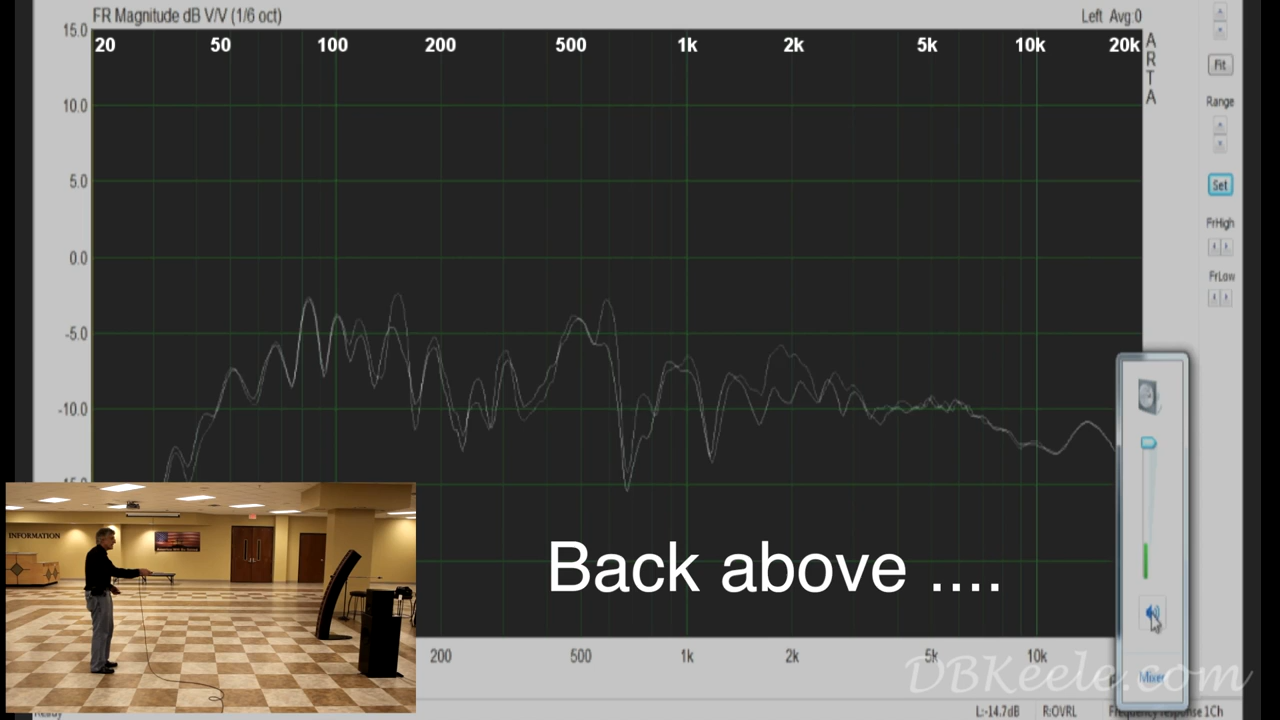 FR Magnitude dB V/V (1/6 oct)
Left Avg:0
15.0
20 50 100 200 500 1k 2k 5k 10k 20k
A
R
T
A
Fit
10.0
Range
5.0
Set
FrHigh
0.0
FrLow
-5.0
-10.0
INFORMATION
Back above ....
200 500 1k 2k 5k 10k
Mixer
DBKeele.com
Ready
L:-14.7dB R:OVRL Frequency response 1Ch